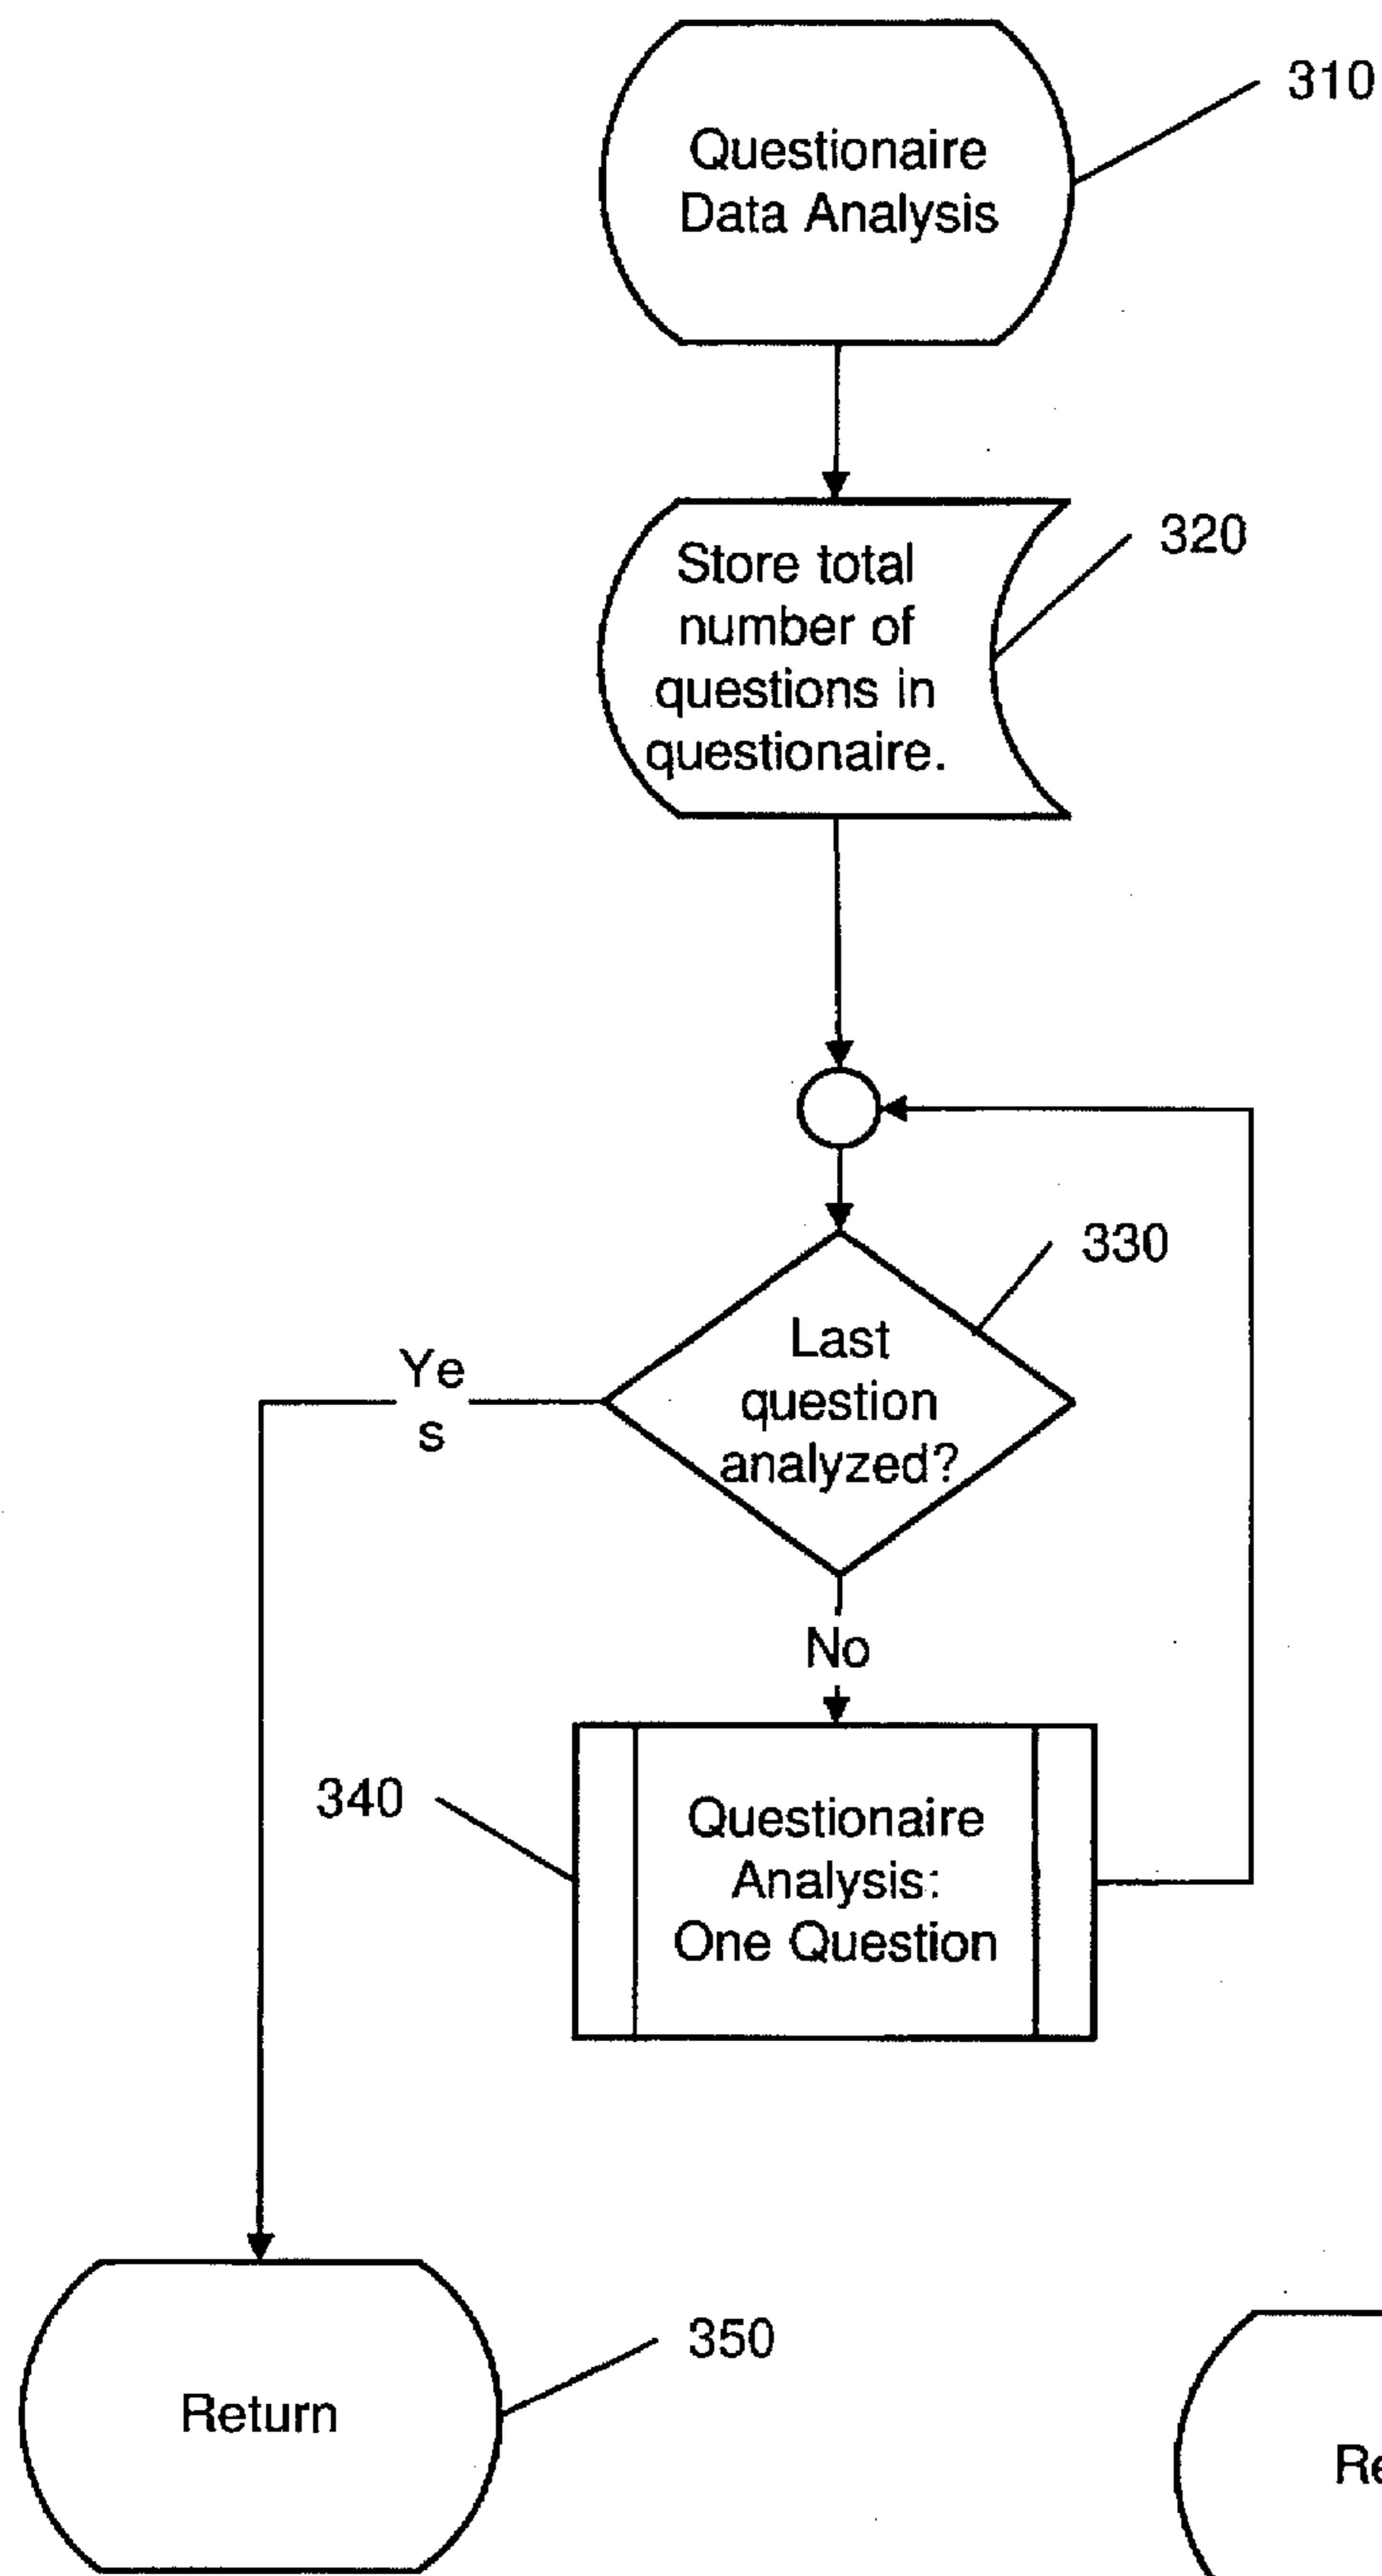 310
Questionaire
Data Analysis
320
Store total
number of
questions in
questionaire.
330
Last
question
analyzed?
Ye
s
No
340
Questionaire
Analysis:
One Question
350
Return
Re